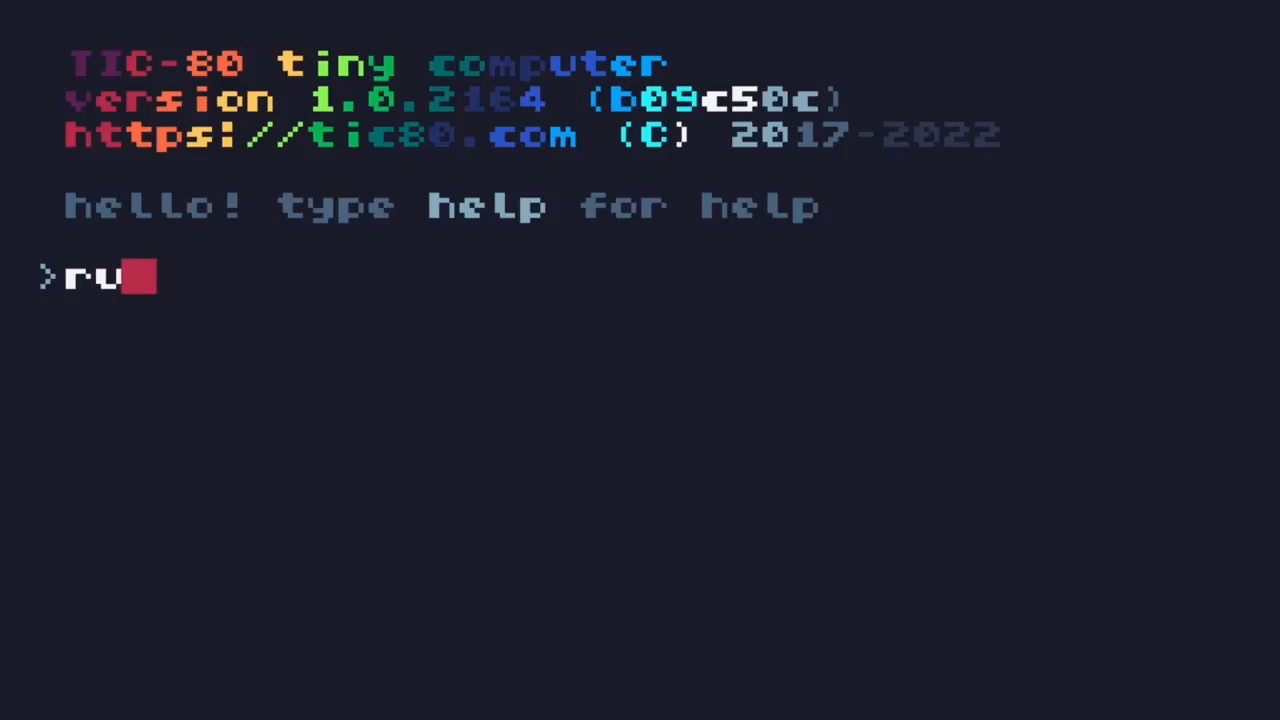 TIC-80 tiny computer
version 1.0.2164 (b09c50c)
https://tic80.com (C) 2017-2022
hello! type help for help
>ru